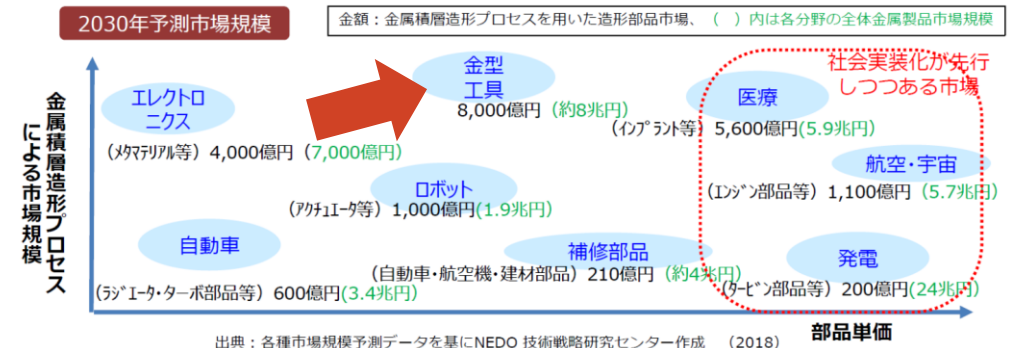 2030年予測市場規模
金額：金属積層造形プロセスを用いた造形部品市場、（　）内は各分野の全体金属製品市場規模
社会実装化が先行
しつつある市場
金属積層造形プロセス
による市場規模
エレクトロ
ニクス
(ﾒﾀﾏﾃﾘｱﾙ等）4,000億円（7,000億円）
金型
工具
8,000億円（約8兆円）
医療
（ｲﾝﾌﾟﾗﾝﾄ等）5,600億円(5.9兆円）
航空・宇宙
（ｴﾝｼﾞﾝ部品等）1,100億円（5.7兆円）
ロボット
（ｱｸﾁｭｴｰﾀ等）1,000億円(1.9兆円）
自動車
（ﾗｼﾞｴｰﾀ・ﾀｰﾎﾞ部品等）600億円(3.4兆円）
補修部品
（自動車・航空機・建材部品）210億円（約4兆円）
発電
（ﾀｰﾋﾞﾝ部品等）200億円(24兆円）
部品単価
出典：各種市場規模予測データを基にNEDO 技術戦略研究センター作成　（2018）